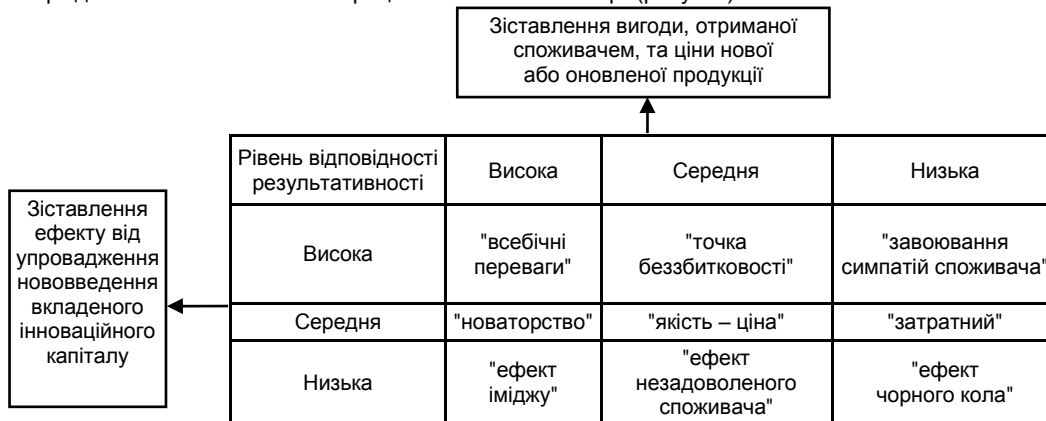 Зіставлення вигоди, отриманої
споживачем, та ціни нової
або оновленої продукції
Рівень відповідності
результативності
Висока
Середня
Низька
Зіставлення
ефекту від
упровадження
нововведення
вкладеного
інноваційного
капіталу
Висока
"всебічні
переваги"
"точка
беззбитковості"
"завоювання
симпатій споживача"
Середня
"новаторство"
"якість – ціна"
"затратний"
Низька
"ефект
іміджу"
"ефект
незадоволеного
споживача"
"ефект
чорного кола"